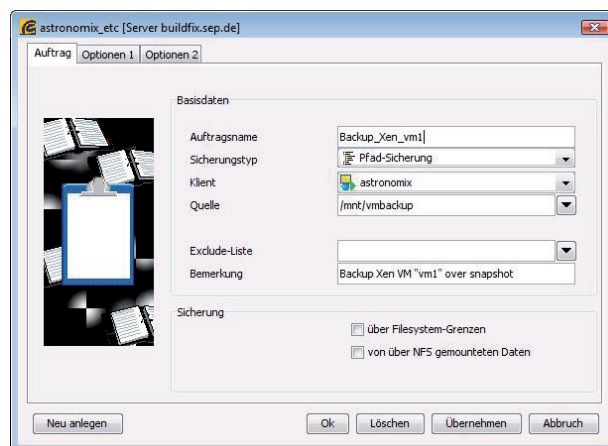 astronomix_etc [Server buildfix.sep.de]
Auftrag Optionen 1 Optionen 2
Basisdaten
Auftragsname Backup_Xen_vm1
Sicherungstyp Pfad-Sicherung
Klient astronomix
Quelle /mnt/vmbackup
Exclude-Liste
Bemerkung Backup Xen VM "vm1" over snapshot
Sicherung
über Filesystem-Grenzen
von über NFS gemounteten Daten
Neu anlegen Ok Löschen Übernehmen Abbruch